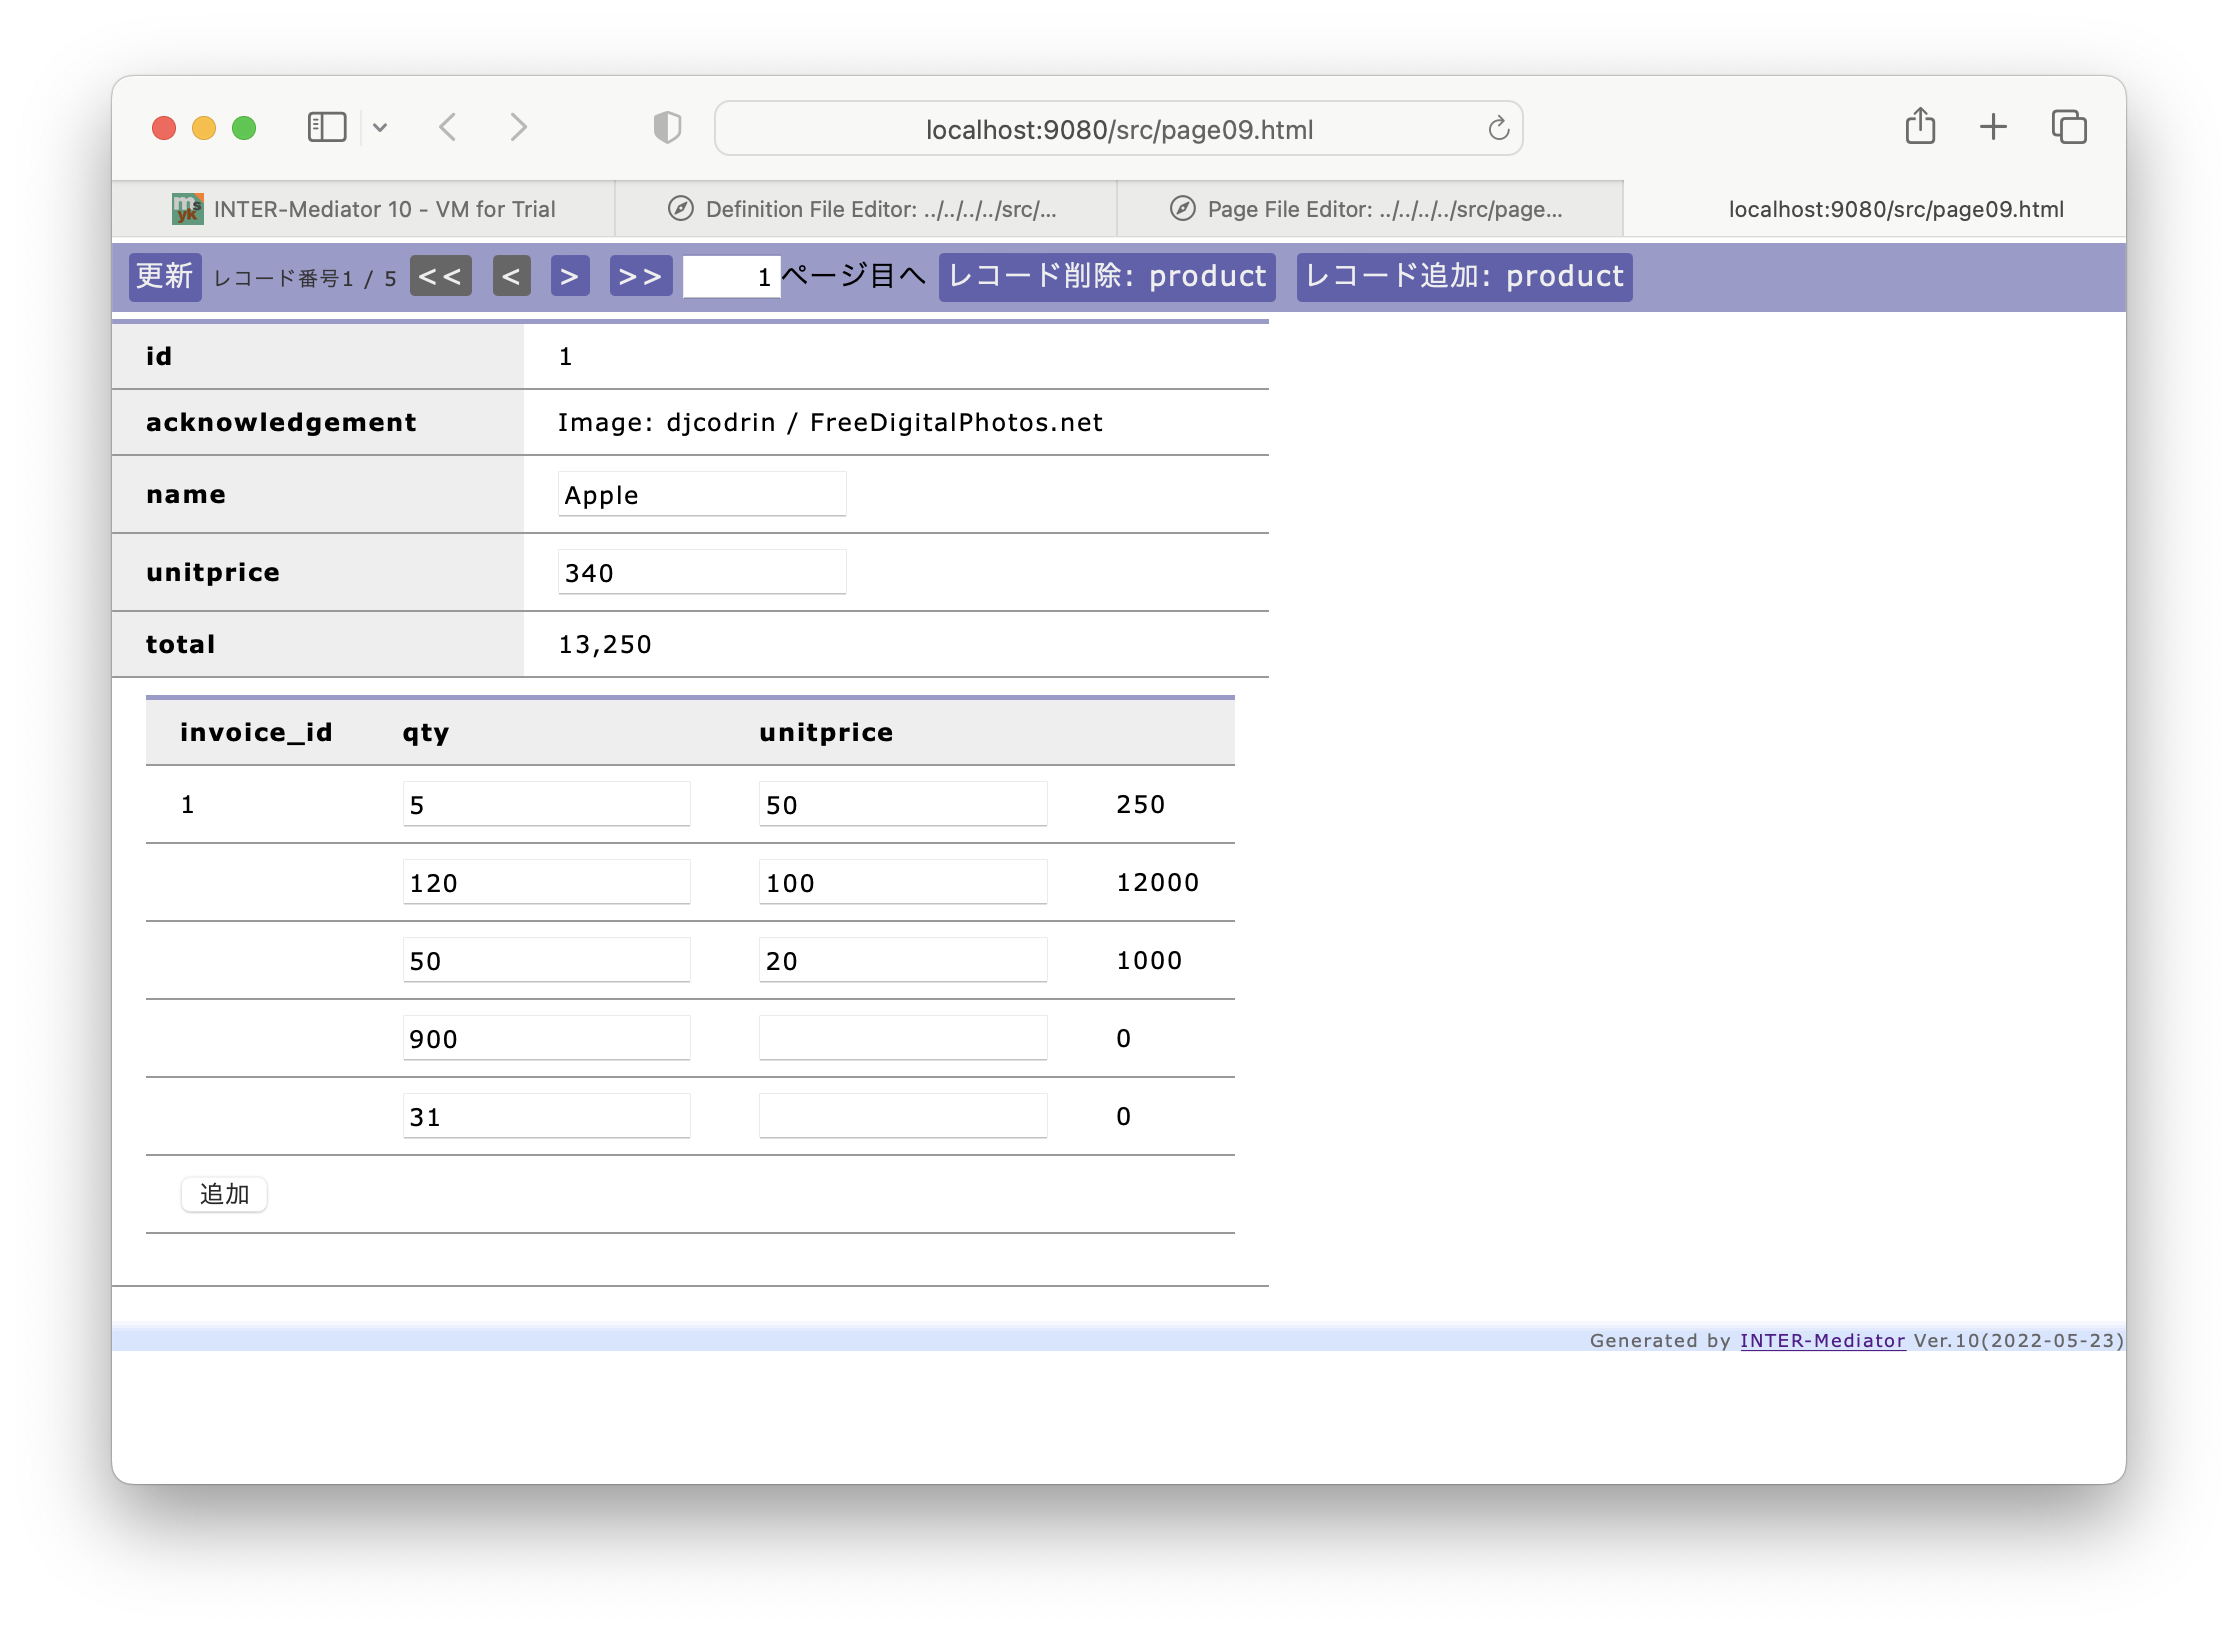 localhost:9080/src/page09.html
msyk INTER-Mediator 10 - VM for Trial
Definition File Editor: ../../../../src/...
Page File Editor: ../../../../src/page...
localhost:9080/src/page09.html
更新 レコード番号1 / 5 << < > >> 1 ページ目へ レコード削除: product レコード追加: product
id 1
acknowledgement Image: djcodrin / FreeDigitalPhotos.net
name Apple
unitprice 340
total 13,250
invoice_id qty unitprice
1 5 50 250
120 100 12000
50 20 1000
900 0
31 0
追加
Generated by INTER-Mediator Ver.10(2022-05-23)